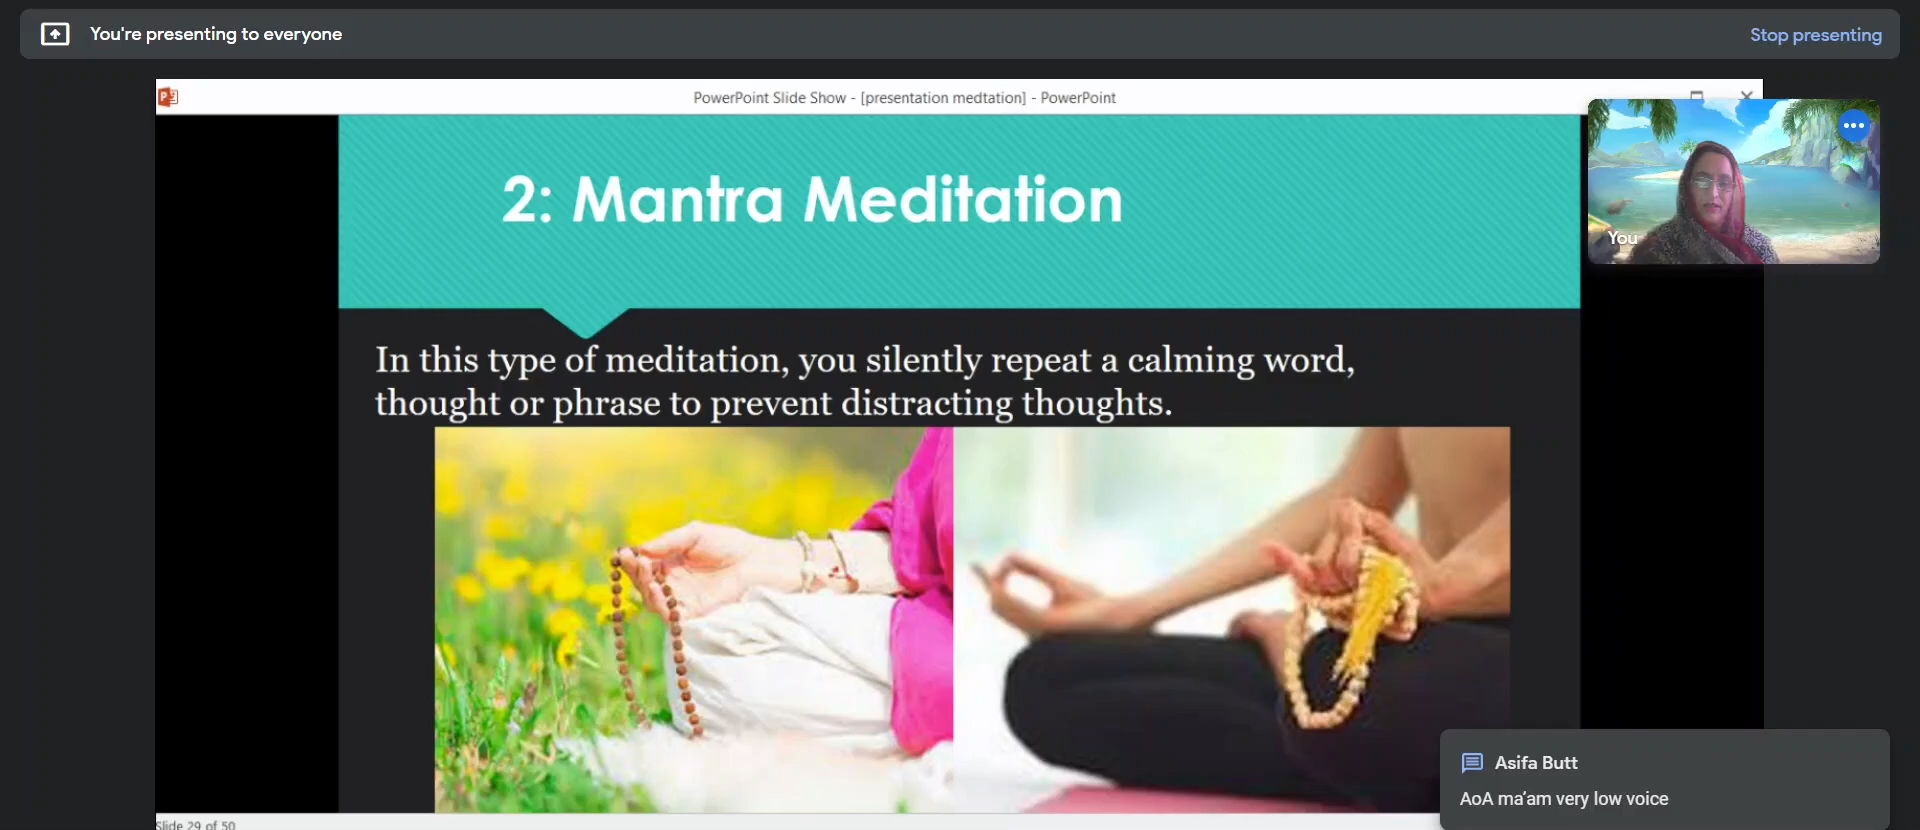 You're presenting to everyone
Stop presenting
PowerPoint Slide Show - [presentation medtation] - PowerPoint
2: Mantra Meditation
You
In this type of meditation, you silently repeat a calming word,
thought or phrase to prevent distracting thoughts.
Asifa Butt
AoA ma'am very low voice
Slide 29 of 50